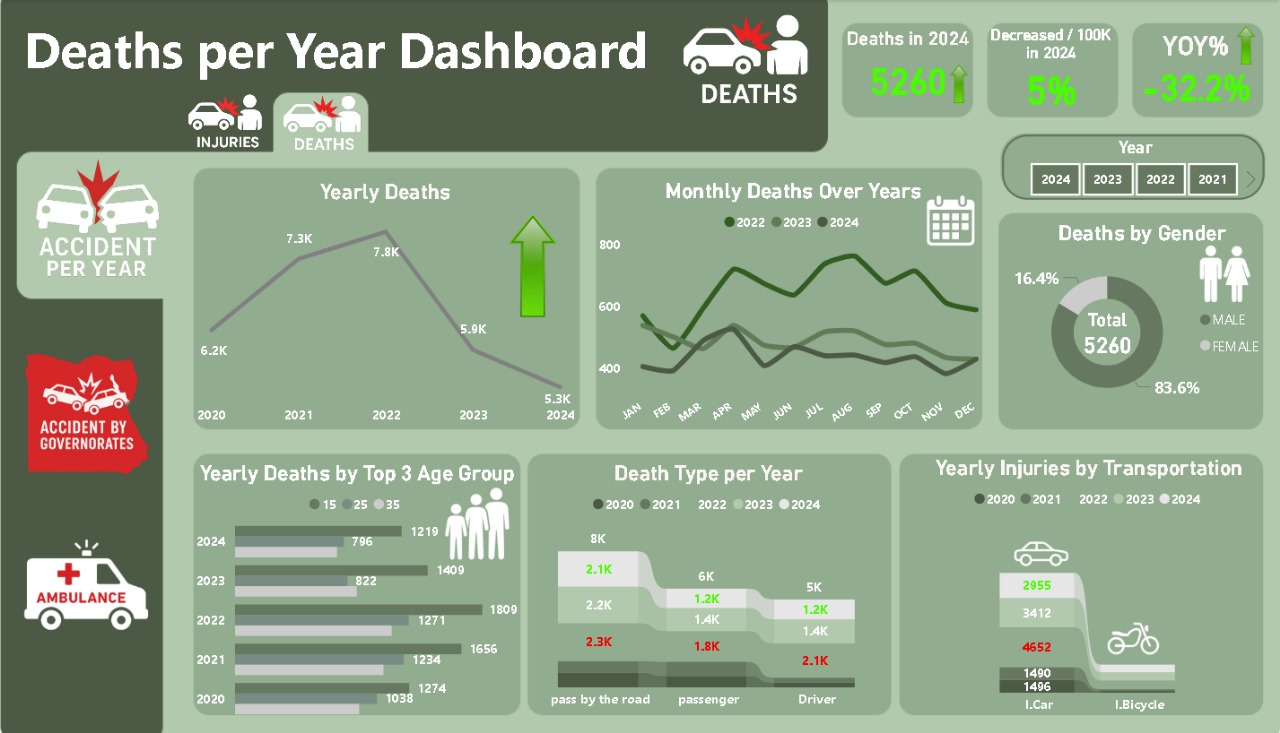 Deaths per Year Dashboard
DEATHS
INJURIES
DEATHS
Deaths in 2024
5260
Decreased / 100K
in 2024
5%
YOY%
-32.2%
Year
2024
2023
2022
2021
ACCIDENT
PER YEAR
ACCIDENT BY
GOVERNORATES
AMBULANCE
Yearly Deaths
6.2K
7.3K
7.8K
5.9K
5.3K
2020
2021
2022
2023
2024
Monthly Deaths Over Years
2022
2023
2024
800
600
400
JAN
FEB
MAR
APR
MAY
JUN
JUL
AUG
SEP
OCT
NOV
DEC
Deaths by Gender
16.4%
Total
5260
83.6%
MALE
FEMALE
Yearly Deaths by Top 3 Age Group
15
25
35
2024
1219
796
2023
1409
822
2022
1809
1271
2021
1656
1234
2020
1274
1038
Death Type per Year
2020
2021
2022
2023
2024
8K
2.1K
2.2K
2.3K
pass by the road
6K
1.2K
1.4K
1.8K
passenger
5K
1.2K
1.4K
2.1K
Driver
Yearly Injuries by Transportation
2020
2021
2022
2023
2024
2955
3412
4652
1490
1496
I.Car
I.Bicycle